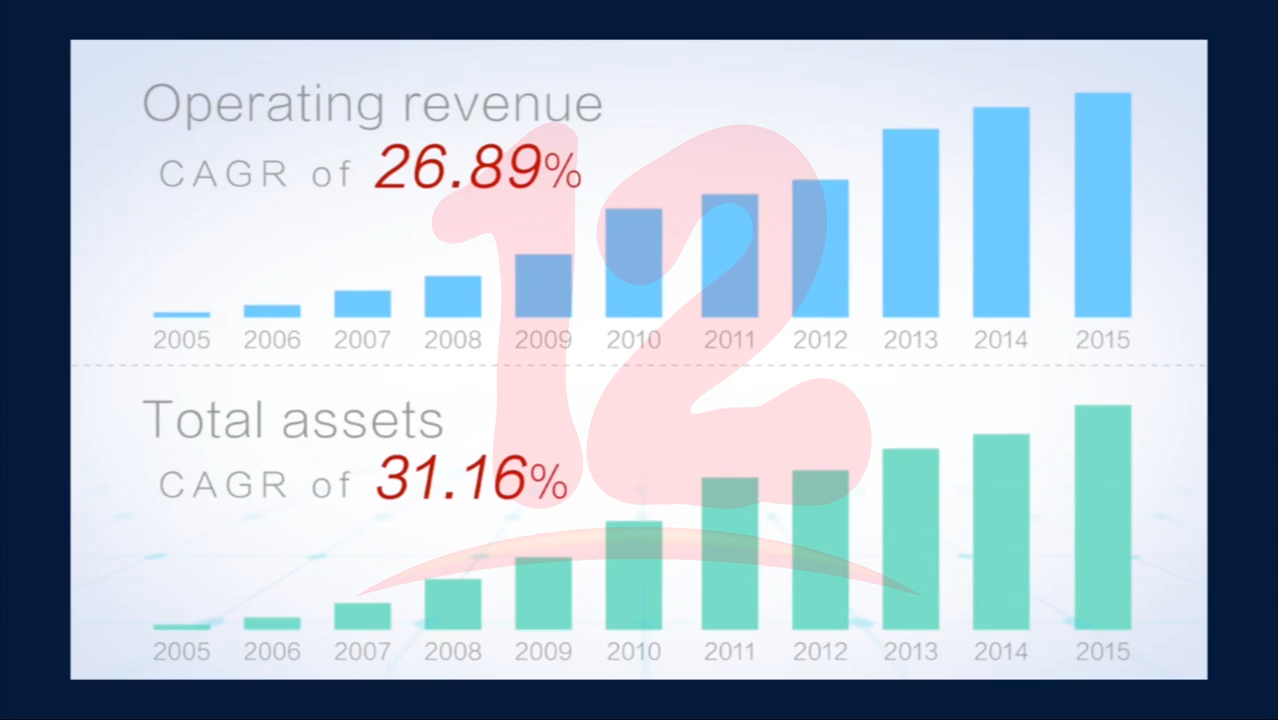 Operating revenue
CAGR of 26.89%
2005 2006 2007 2008 2009 2010 2011 2012 2013 2014 2015
Total assets
CAGR of 31.16%
2005 2006 2007 2008 2009 2010 2011 2012 2013 2014 2015
12